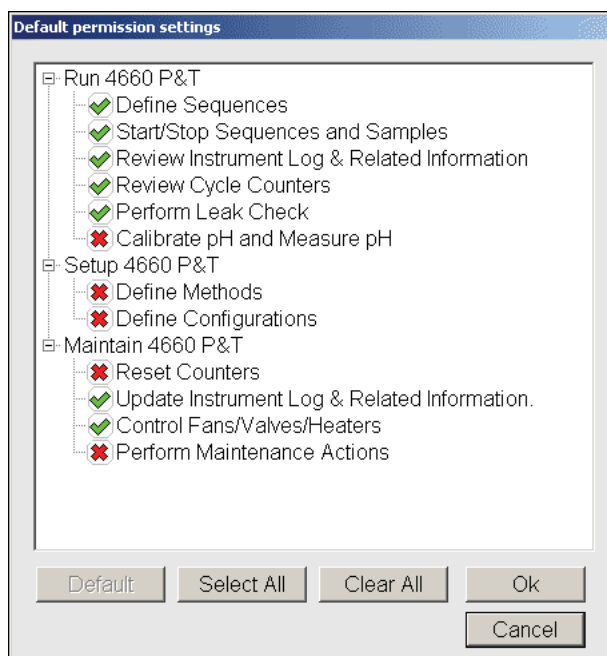 Default permission settings
Run 4660 P&T
Define Sequences
Start/Stop Sequences and Samples
Review Instrument Log & Related Information
Review Cycle Counters
Perform Leak Check
Calibrate pH and Measure pH
Setup 4660 P&T
Define Methods
Define Configurations
Maintain 4660 P&T
Reset Counters
Update Instrument Log & Related Information.
Control Fans/Valves/Heaters
Perform Maintenance Actions
Default Select All Clear All Ok
Cancel